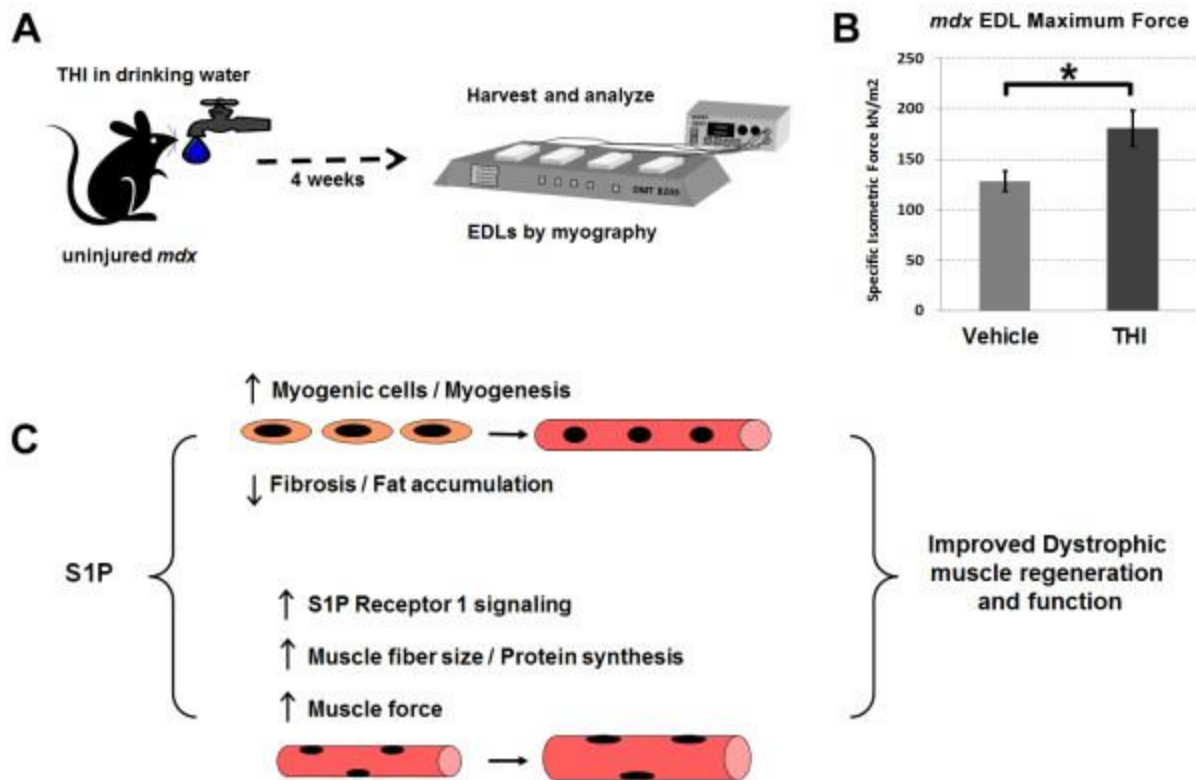 A
THI in drinking water
4 weeks
uninjured mdx
Harvest and analyze
EDLs by myography
B
mdx EDL Maximum Force
Specific Isometric Force kN/m2
250
200
150
100
50
0
*
Vehicle
THI
C
S1P
↑ Myogenic cells / Myogenesis
↓ Fibrosis / Fat accumulation
↑ S1P Receptor 1 signaling
↑ Muscle fiber size / Protein synthesis
↑ Muscle force
Improved Dystrophic
muscle regeneration
and function